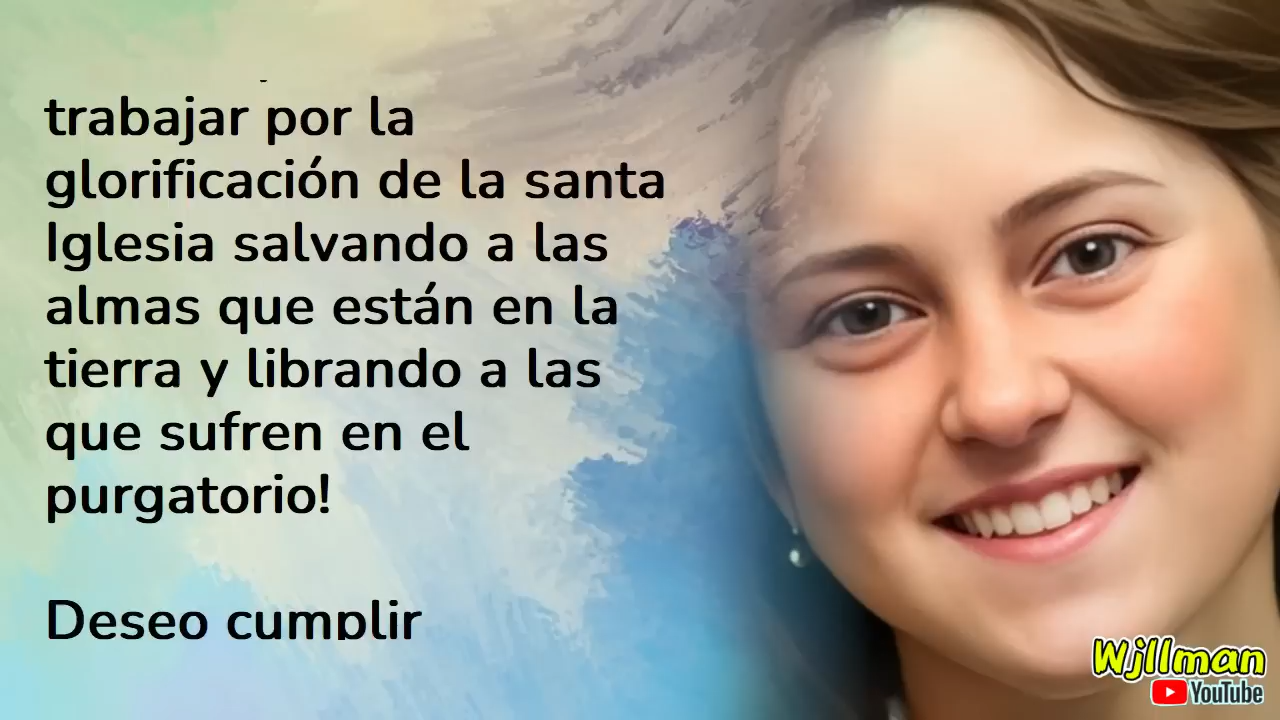 trabajar por la
glorificación de la santa
Iglesia salvando a las
almas que están en la
tierra y librando a las
que sufren en el
purgatorio!
Deseo cumplir
Wjllman
YouTube